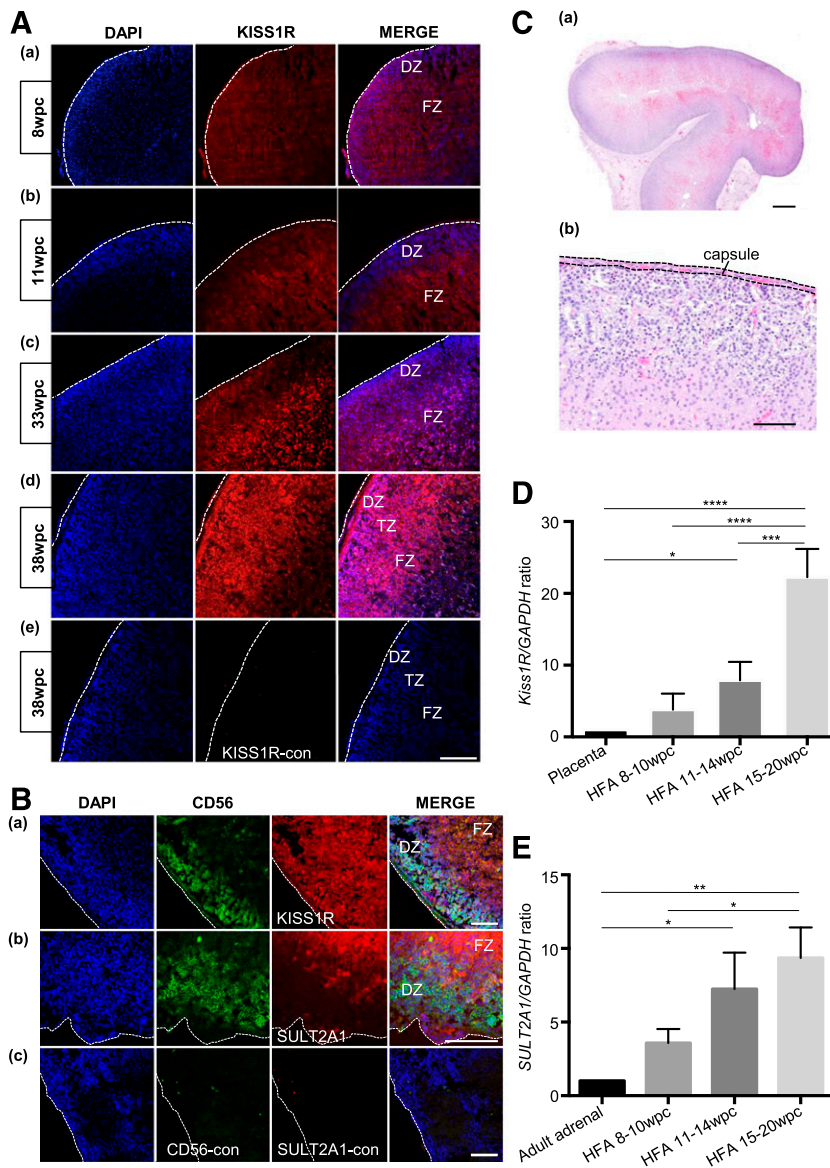 A
DAPI KISS1R MERGE
(a)
8wpc
DZ
FZ
(b)
11wpc
DZ
FZ
(c)
33wpc
DZ
FZ
(d)
38wpc
DZ
TZ
FZ
(e)
38wpc
DZ
TZ
FZ
KISS1R-con
B
DAPI CD56 MERGE
(a)
FZ
DZ
KISS1R
(b)
FZ
DZ
SULT2A1
(c)
CD56-con
SULT2A1-con
C
(a)
(b)
capsule
D
****
****
***
*
30
20
10
0
Kiss1R/GAPDH ratio
Placenta
HFA 8-10wpc
HFA 11-14wpc
HFA 15-20wpc
E
**
*
*
15
10
5
0
SULT2A1/GAPDH ratio
Adult adrenal
HFA 8-10wpc
HFA 11-14wpc
HFA 15-20wpc